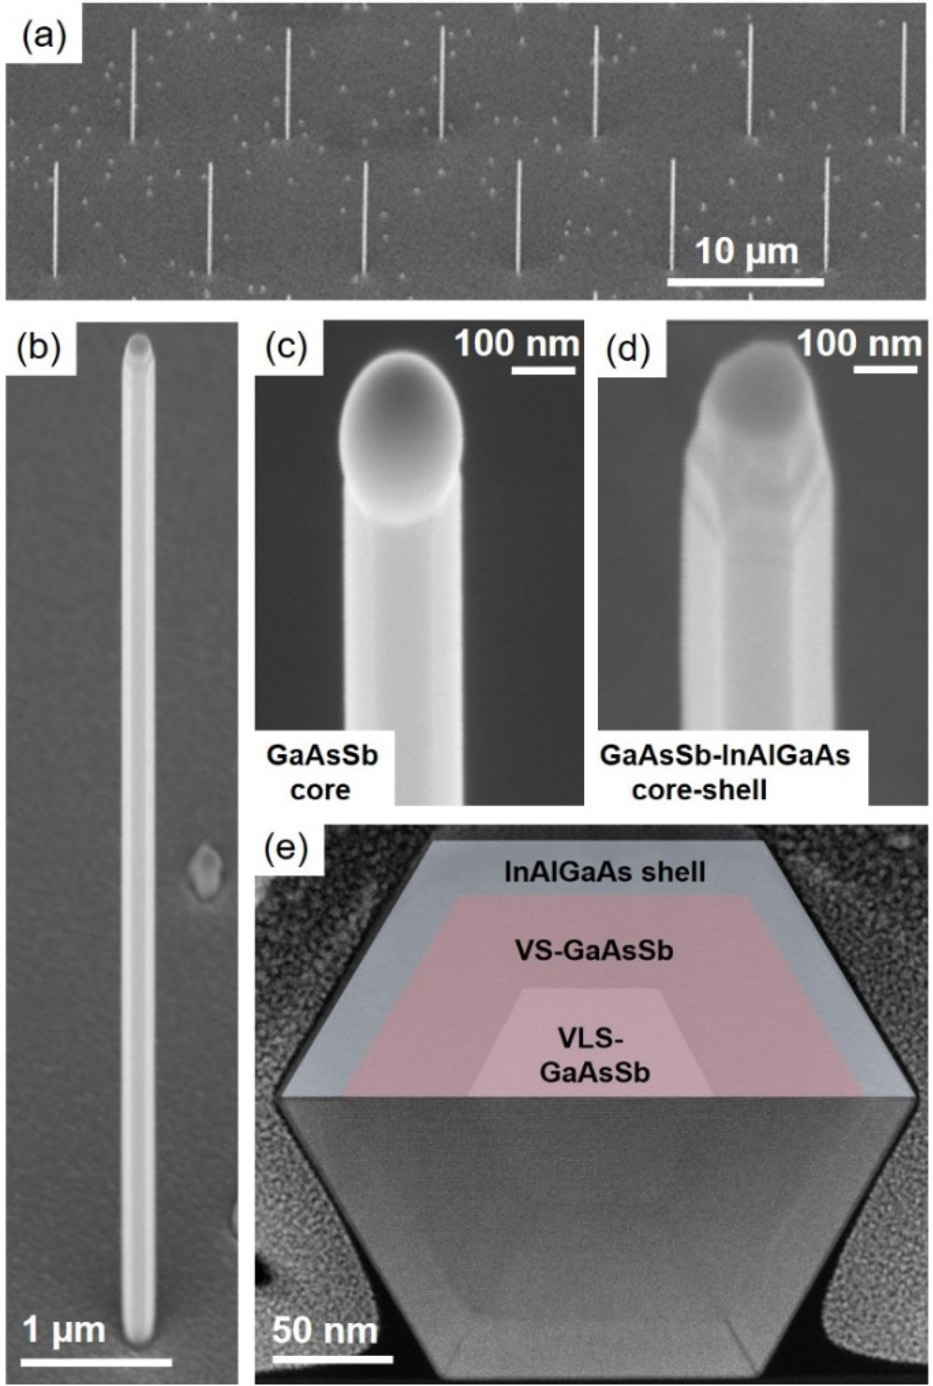 (a)
10 µm
(b)
1 µm
(c)
100 nm
GaAsSb
core
(d)
100 nm
GaAsSb-InAlGaAs
core-shell
(e)
InAlGaAs shell
VS-GaAsSb
VLS-
GaAsSb
50 nm